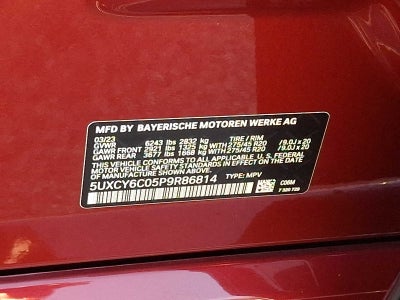 MFD BY BAYERISCHE MOTOREN WERKE AG
03/23 TIRE / RIM
GVWR 6243 lbs 2832 kg
GAWR FRONT 2921 lbs 1325 kg WITH 275/45 R20 /9.0J x 20
GAWR REAR 3677 lbs 1668 kg WITH 275/45 R20 /9.0J x 20
THIS VEHICLE CONFORMS TO ALL APPLICABLE U. S. FEDERAL
MOTOR VEHICLE SAFETY STANDARDS IN EFFECT ON THE DATE
OF MANUFACTURE SHOWN ABOVE.
5UXCY6C05P9R86814 TYPE: MPV